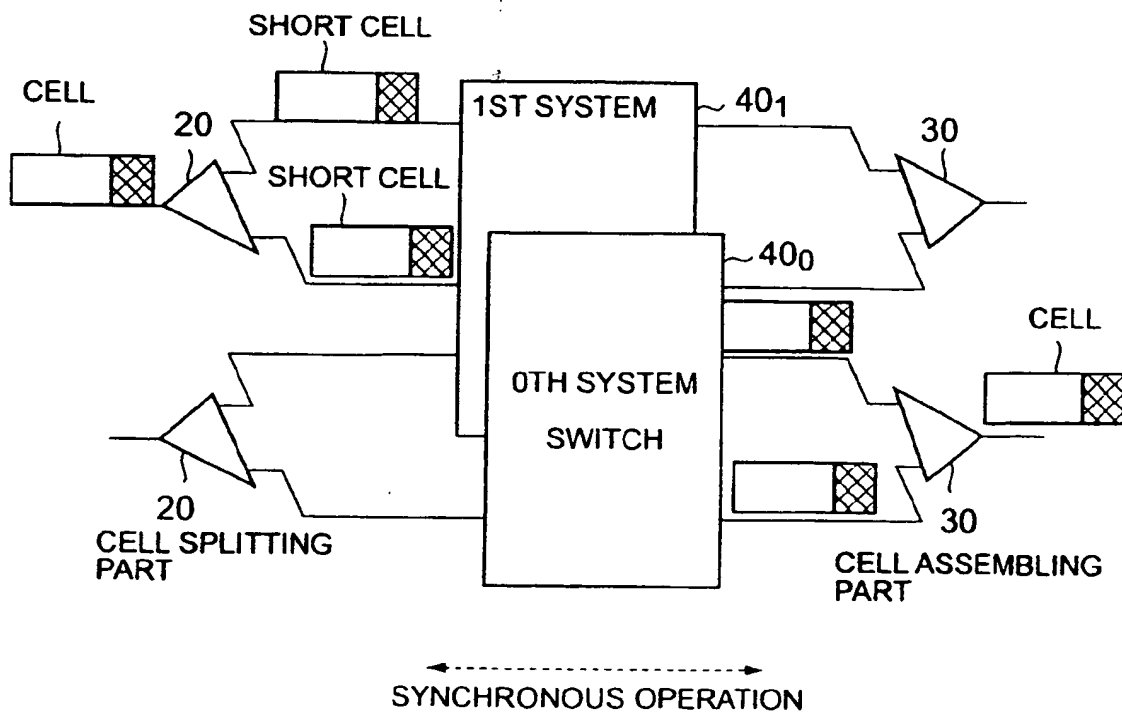 SHORT CELL
CELL
20
1ST SYSTEM
40₁
30
SHORT CELL
40₀
CELL
0TH SYSTEM
SWITCH
20
CELL SPLITTING
PART
30
CELL ASSEMBLING
PART
SYNCHRONOUS OPERATION